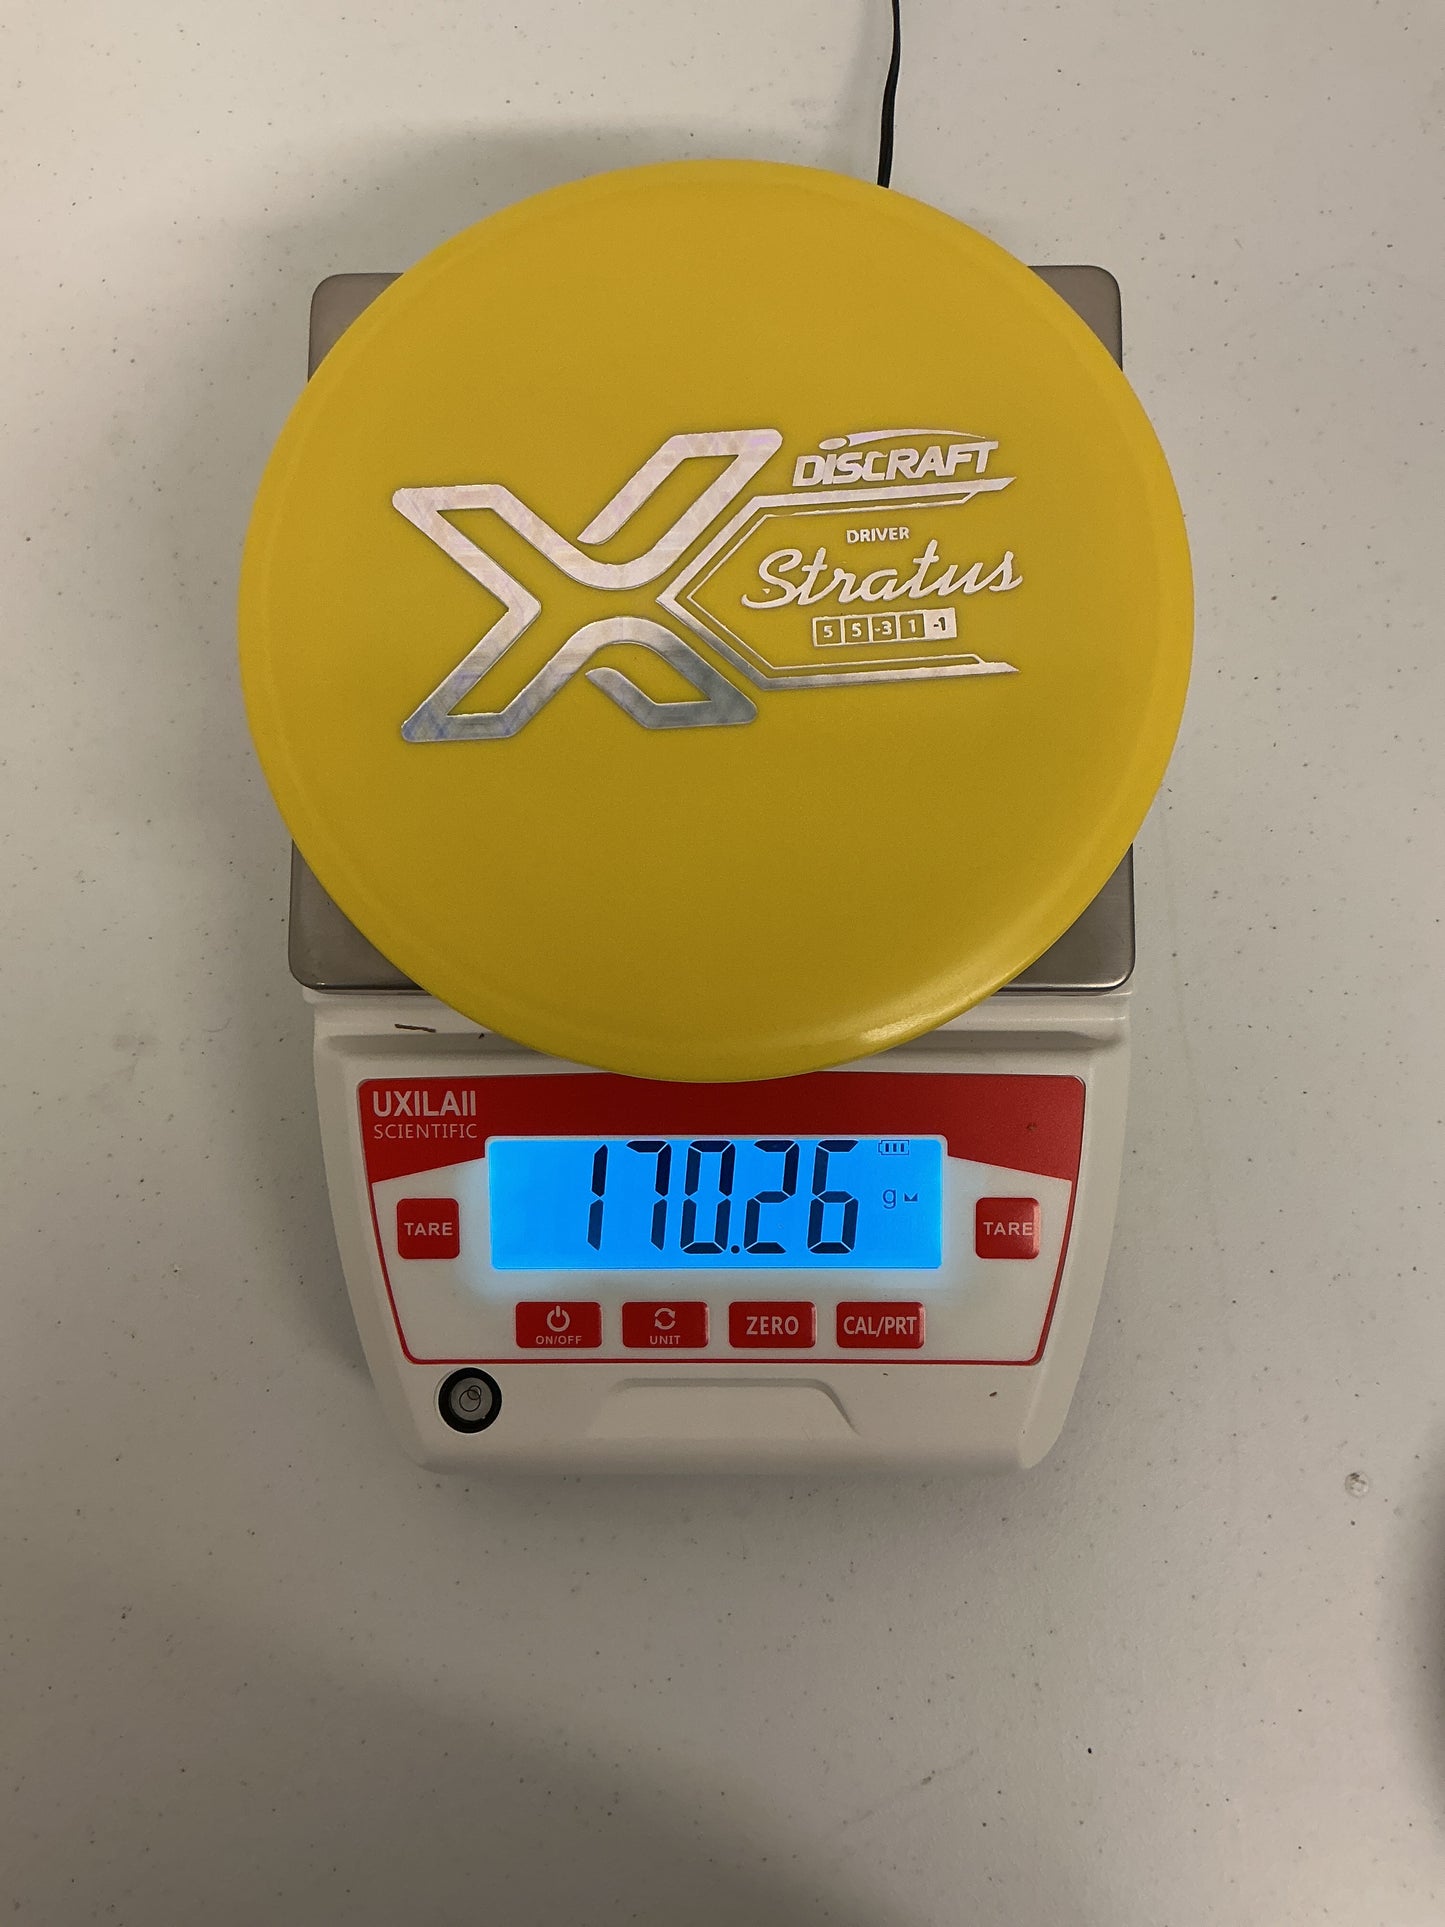 X
DISCRAFT
DRIVER
Stratus
5 5 -3 1 -1
UXILAII
SCIENTIFIC
170.26 g
TARE
TARE
ON/OFF
UNIT
ZERO
CAL/PRT